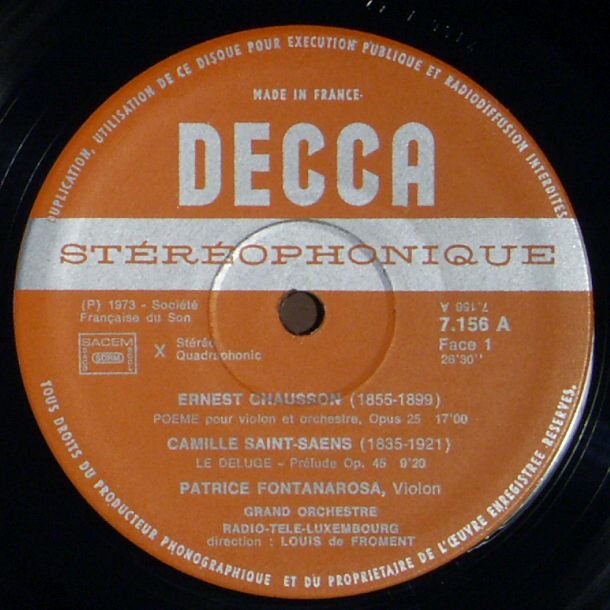 DUPLICATION, UTILISATION DE CE DISQUE POUR EXECUTION PUBLIQUE ET RADIODIFFUSION INTERDITES
MADE IN FRANCE
DECCA
STÉRÉOPHONIQUE
(P) 1973 - Société
Française du Son
SACEM
SDRM
X Stéréo
Quadraphonic
7.156 A
7.156 A
Face 1
26'30''
ERNEST CHAUSSON (1855-1899)
POEME pour violon et orchestre, Opus 25 17'00
CAMILLE SAINT-SAENS (1835-1921)
LE DELUGE - Prélude Op. 45 9'20
PATRICE FONTANAROSA, Violon
GRAND ORCHESTRE
RADIO-TELE-LUXEMBOURG
direction : LOUIS de FROMENT
TOUS DROITS DU PRODUCTEUR PHONOGRAPHIQUE ET DU PROPRIETAIRE DE L'ŒUVRE ENREGISTREE RESERVES.